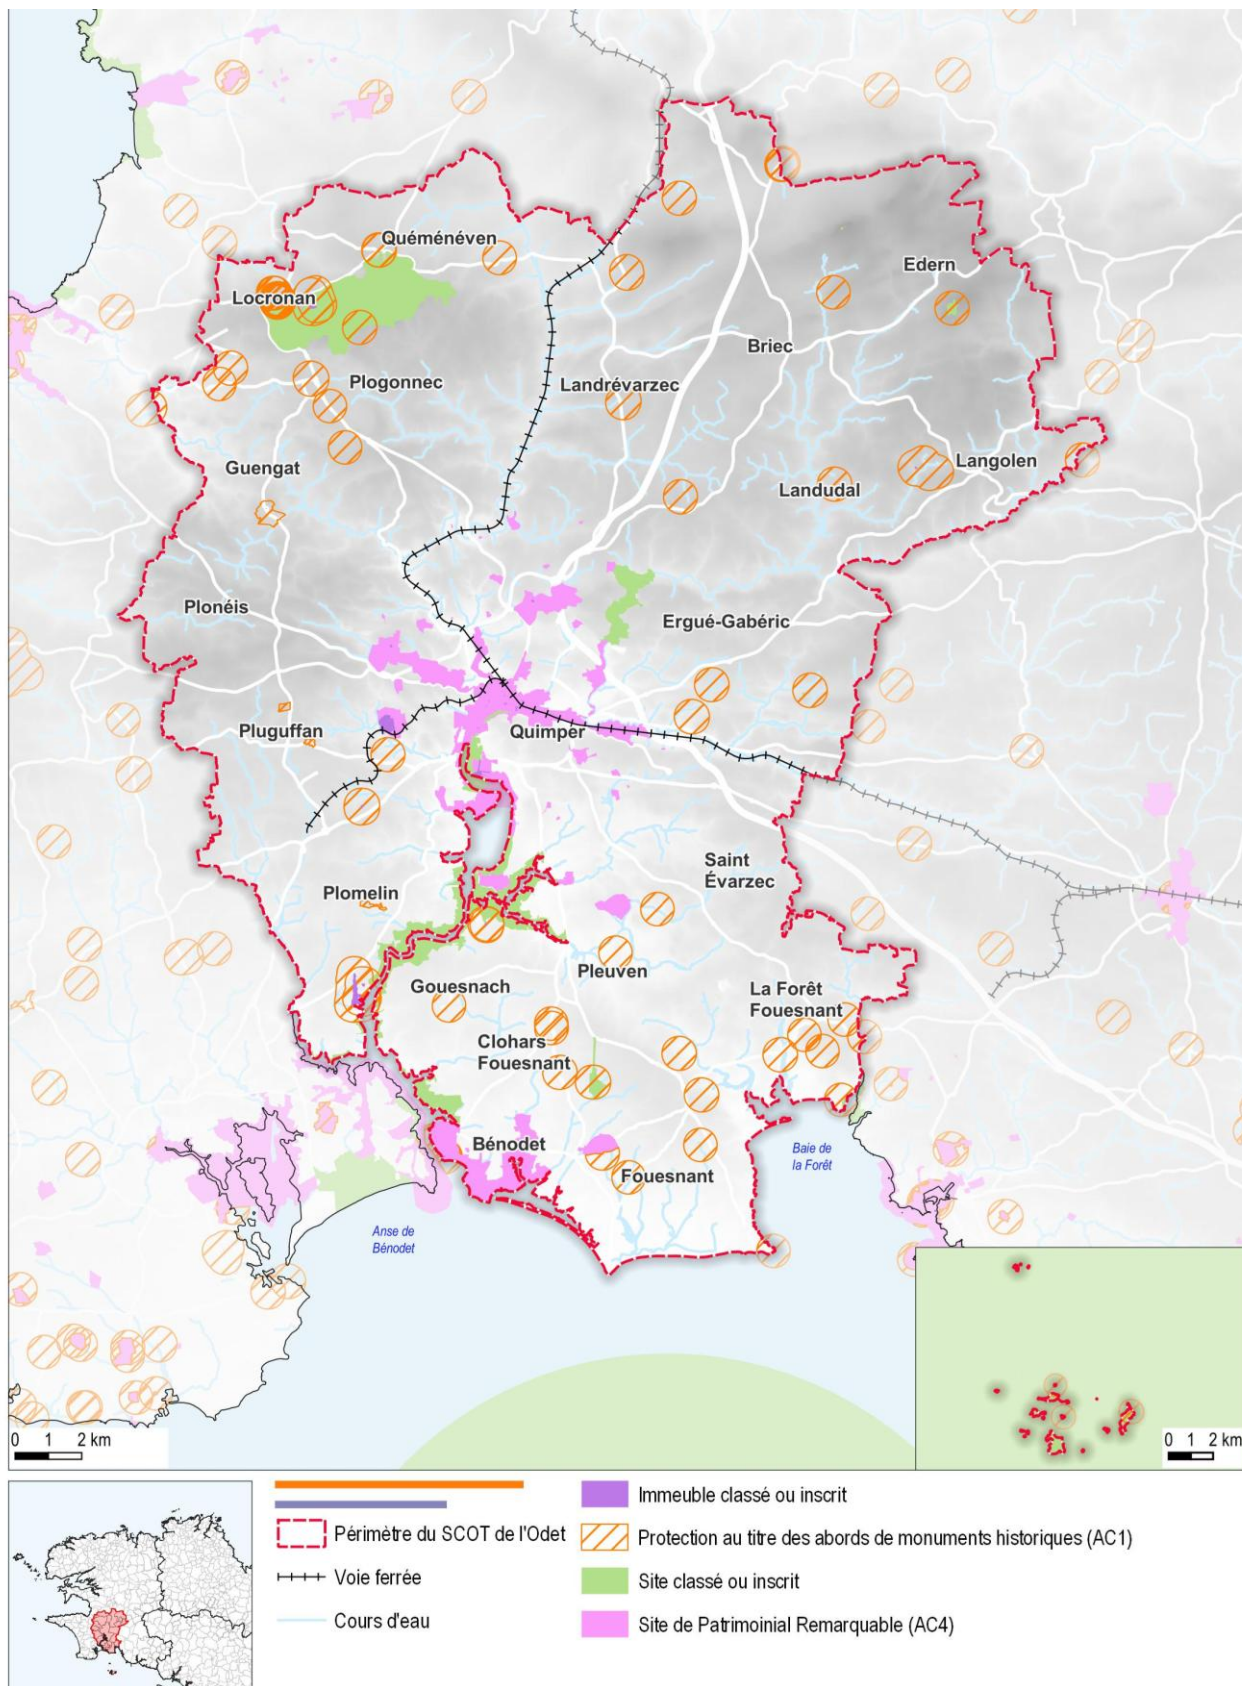 Quéménéven
Edern
Locronan
Briec
Plogonnec
Landrévarzec
Guengat
Langolen
Landudal
Plonéis
Ergué-Gabéric
Pluguffan
Quimper
Saint
Évarzec
Plomelin
Pleuven
Gouesnach
La Forêt
Fouesnant
Clohars
Fouesnant
Bénodet
Baie de
la Forêt
Fouesnant
Anse de
Bénodet
0 1 2 km
0 1 2 km
Immeuble classé ou inscrit
Périmètre du SCOT de l'Odet
Protection au titre des abords de monuments historiques (AC1)
Voie ferrée
Site classé ou inscrit
Cours d'eau
Site de Patrimoinial Remarquable (AC4)